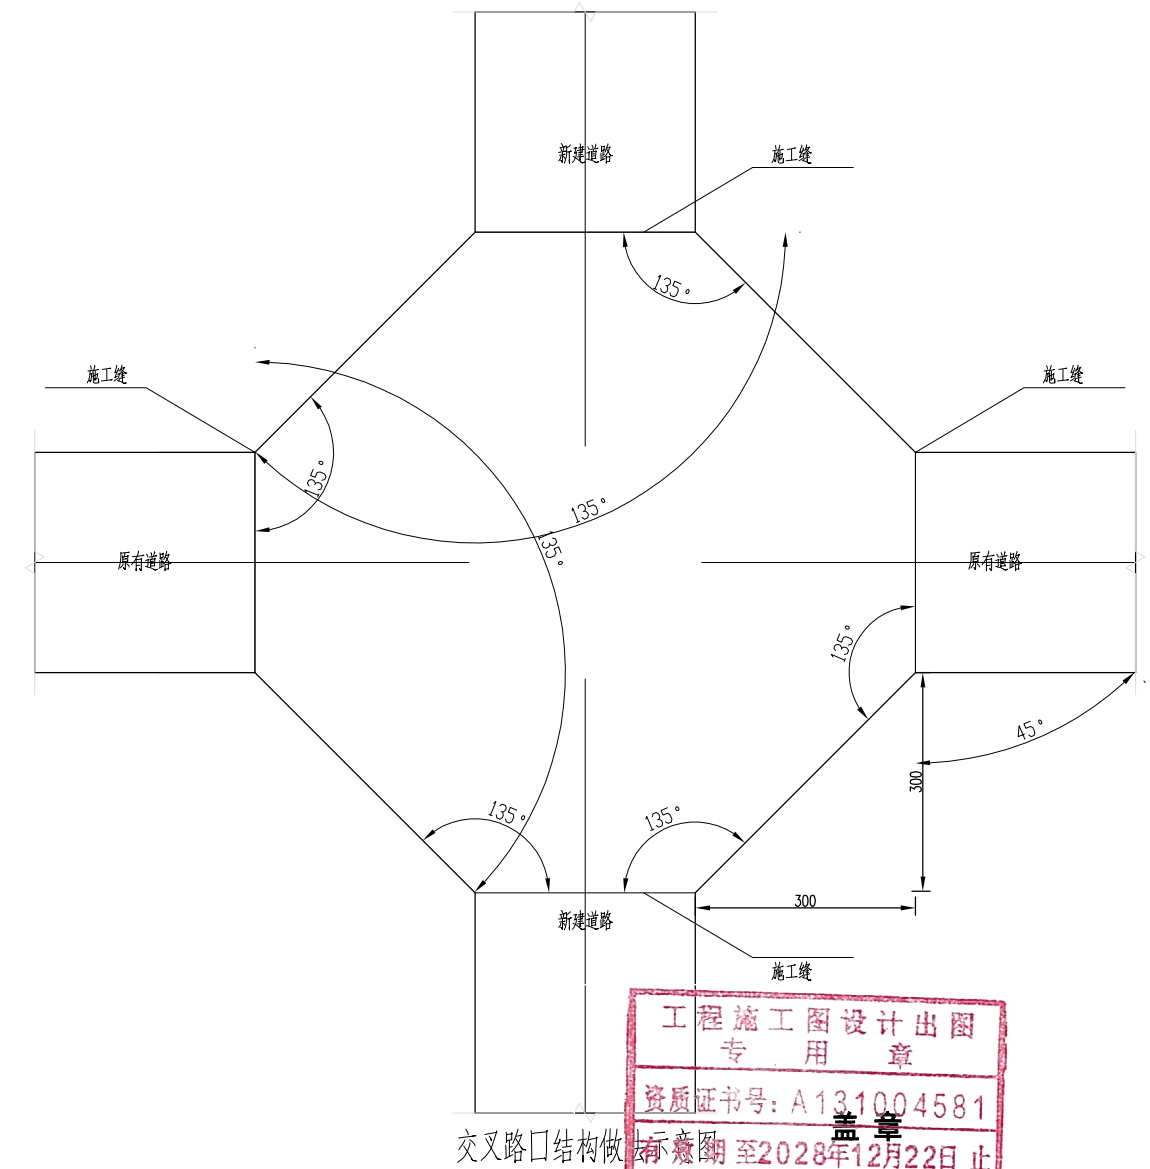 新建道路
施工缝
135°
施工缝
施工缝
135°
135°
135°
原有道路
原有道路
135°
45°
300
135°
135°
300
新建道路
施工缝
工程施工图设计出图
专用章
资质证书号：A131004581
盖章
交叉路口结构做法示意图
有效期至2028年12月22日止